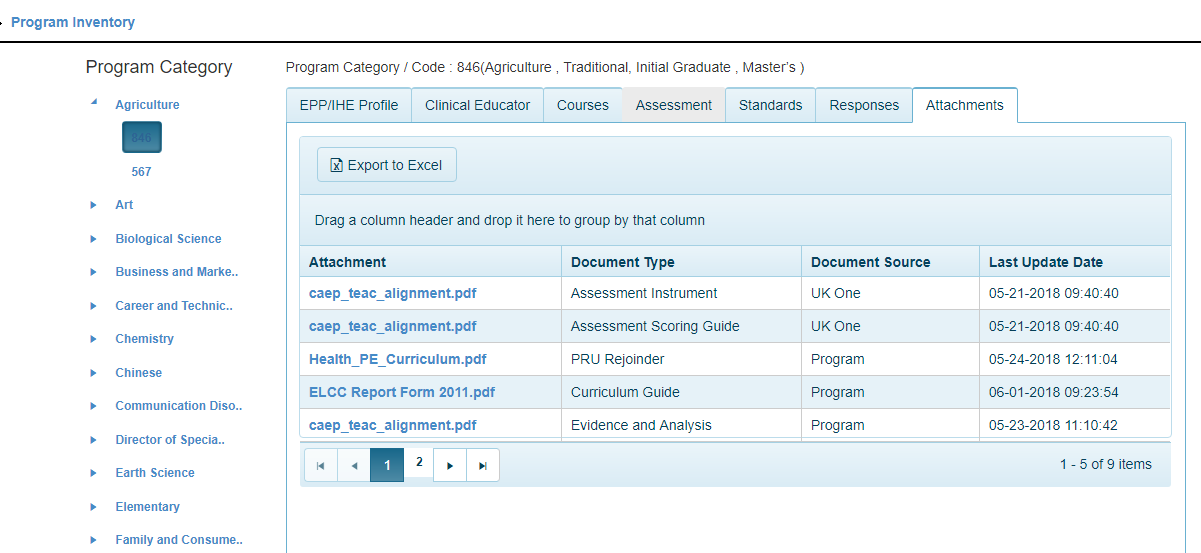 Program Inventory
Program Category
Agriculture
846
567
Art
Biological Science
Business and Marke..
Career and Technic..
Chemistry
Chinese
Communication Diso..
Director of Specia..
Earth Science
Elementary
Family and Consume..
Program Category / Code : 846(Agriculture , Traditional, Initial Graduate , Master's )
EPP/IHE Profile Clinical Educator Courses Assessment Standards Responses Attachments
Export to Excel
Drag a column header and drop it here to group by that column
Attachment Document Type Document Source Last Update Date
caep_teac_alignment.pdf Assessment Instrument UK One 05-21-2018 09:40:40
caep_teac_alignment.pdf Assessment Scoring Guide UK One 05-21-2018 09:40:40
Health_PE_Curriculum.pdf PRU Rejoinder Program 05-24-2018 12:11:04
ELCC Report Form 2011.pdf Curriculum Guide Program 06-01-2018 09:23:54
caep_teac_alignment.pdf Evidence and Analysis Program 05-23-2018 11:10:42
1 2 1 - 5 of 9 items